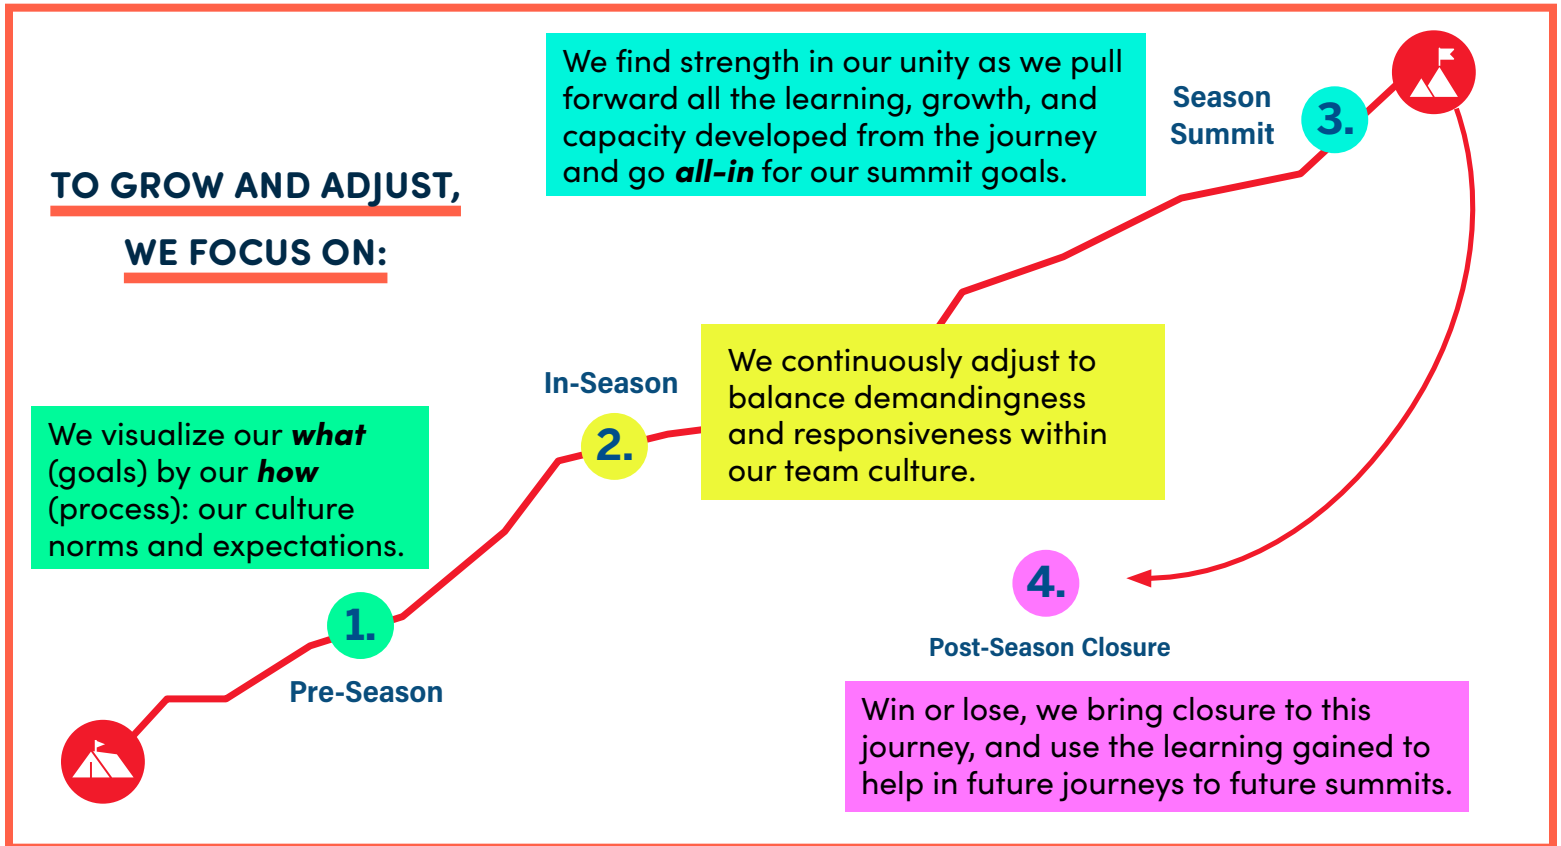 TO GROW AND ADJUST,
WE FOCUS ON:
We visualize our what
(goals) by our how
(process): our culture
norms and expectations.
1.
Pre-Season
In-Season
2.
We continuously adjust to
balance demandingness
and responsiveness within
our team culture.
We find strength in our unity as we pull
forward all the learning, growth, and
capacity developed from the journey
and go all-in for our summit goals.
Season
Summit
3.
4.
Post-Season Closure
Win or lose, we bring closure to this
journey, and use the learning gained to
help in future journeys to future summits.